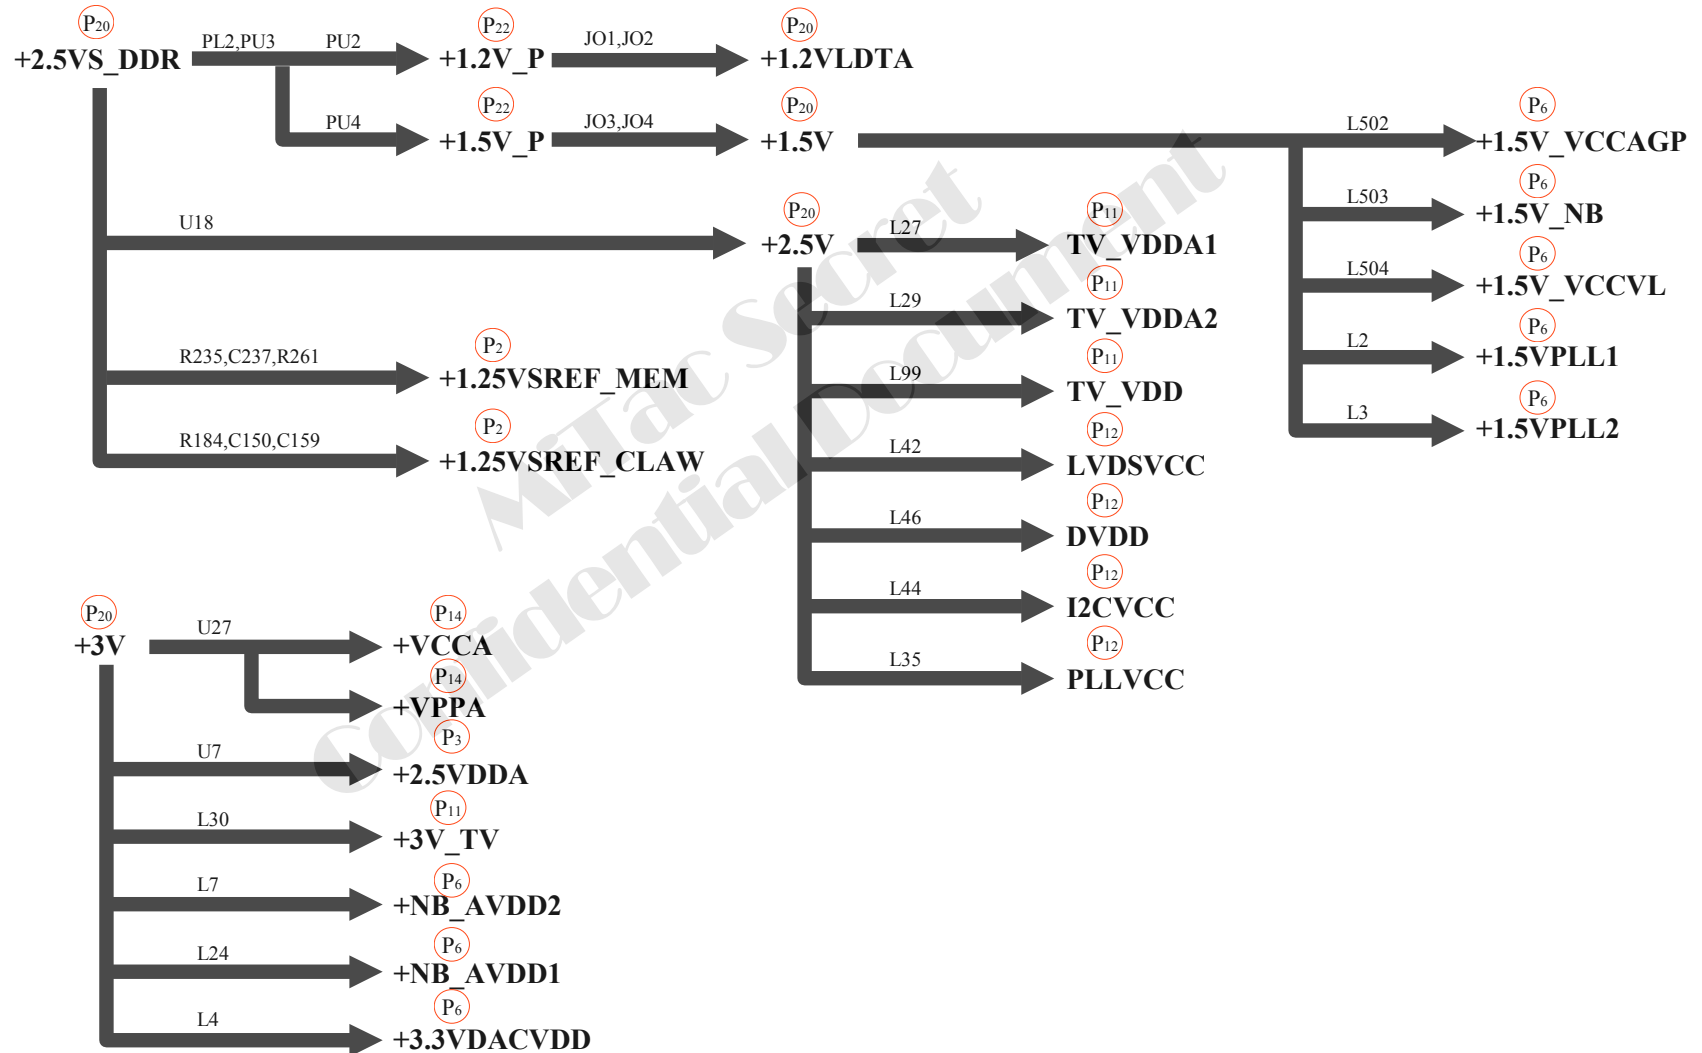 P20
+2.5VS_DDR
PL2,PU3
PU2
P22
+1.2V_P
JO1,JO2
P20
+1.2VLDTA
PU4
P22
+1.5V_P
JO3,JO4
P20
+1.5V
L502
P6
+1.5V_VCCAGP
L503
P6
+1.5V_NB
L504
P6
+1.5V_VCCVL
L2
P6
+1.5VPLL1
L3
P6
+1.5VPLL2
U18
P20
+2.5V
L27
P11
TV_VDDA1
L29
P11
TV_VDDA2
L99
P11
TV_VDD
L42
P12
LVDSVCC
L46
P12
DVDD
L44
P12
I2CVCC
L35
P12
PLLVCC
R235,C237,R261
P2
+1.25VSREF_MEM
R184,C150,C159
P2
+1.25VSREF_CLAW
P20
+3V
U27
P14
+VCCA
P14
+VPPA
U7
P3
+2.5VDDA
L30
P11
+3V_TV
L7
P6
+NB_AVDD2
L24
P6
+NB_AVDD1
L4
P6
+3.3VDACVDD
MiTac Secret
Confidential Document